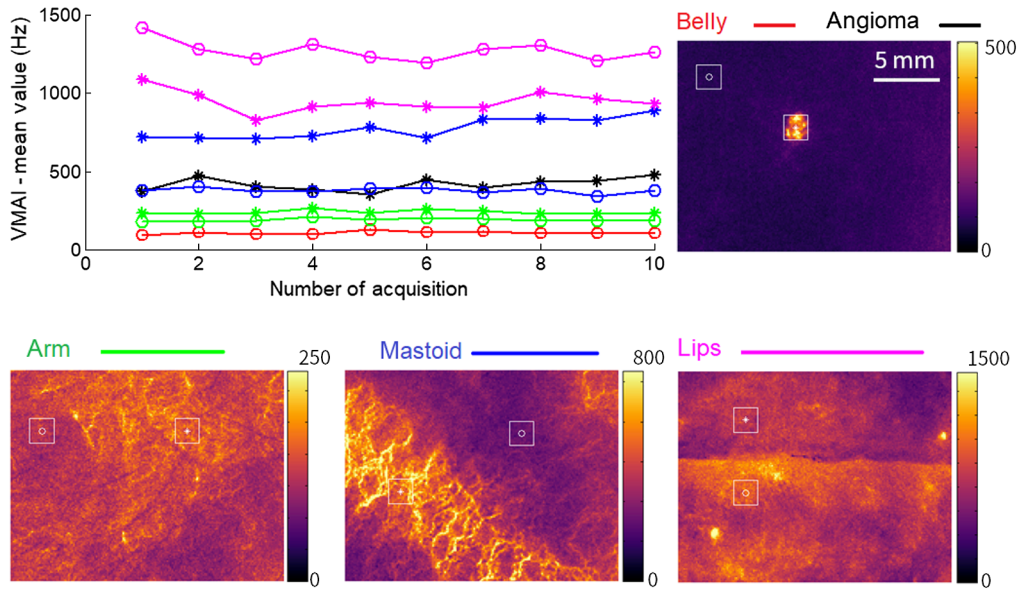 VMAI - mean value (Hz)
1500
1000
500
0
0 2 4 6 8 10
Number of acquisition
Belly Angioma
5 mm
500
0
Arm
250
0
Mastoid
800
0
Lips
1500
0